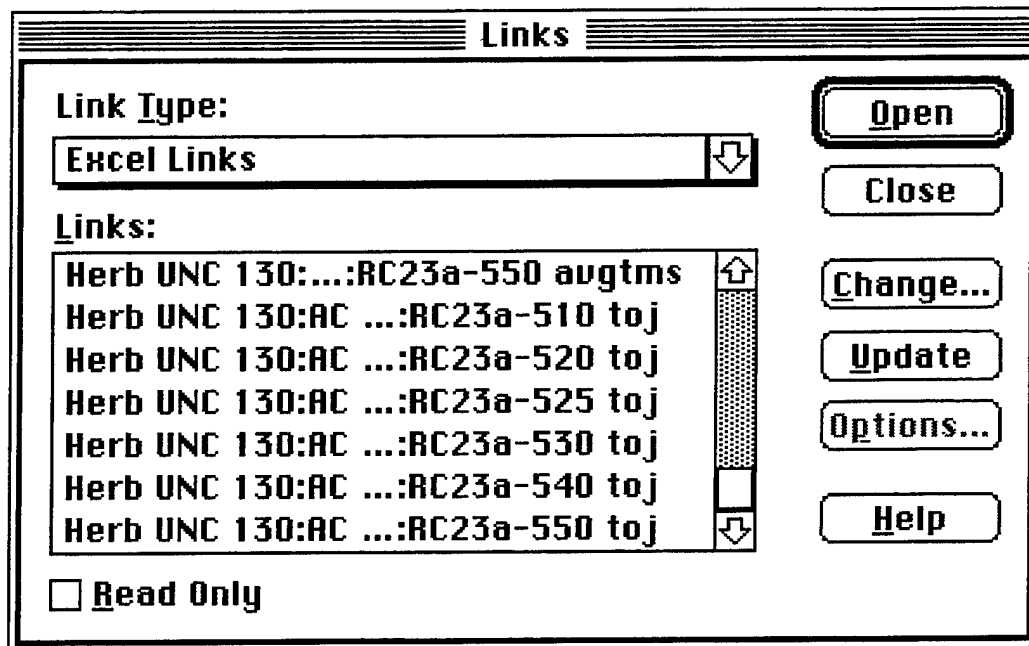 Links
Link Type:
Excel Links
Links:
Herb UNC 130:...:RC23a-550 avgtms
Herb UNC 130:AC ...:RC23a-510 toj
Herb UNC 130:AC ...:RC23a-520 toj
Herb UNC 130:AC ...:RC23a-525 toj
Herb UNC 130:AC ...:RC23a-530 toj
Herb UNC 130:AC ...:RC23a-540 toj
Herb UNC 130:AC ...:RC23a-550 toj
Read Only
Open
Close
Change...
Update
Options...
Help